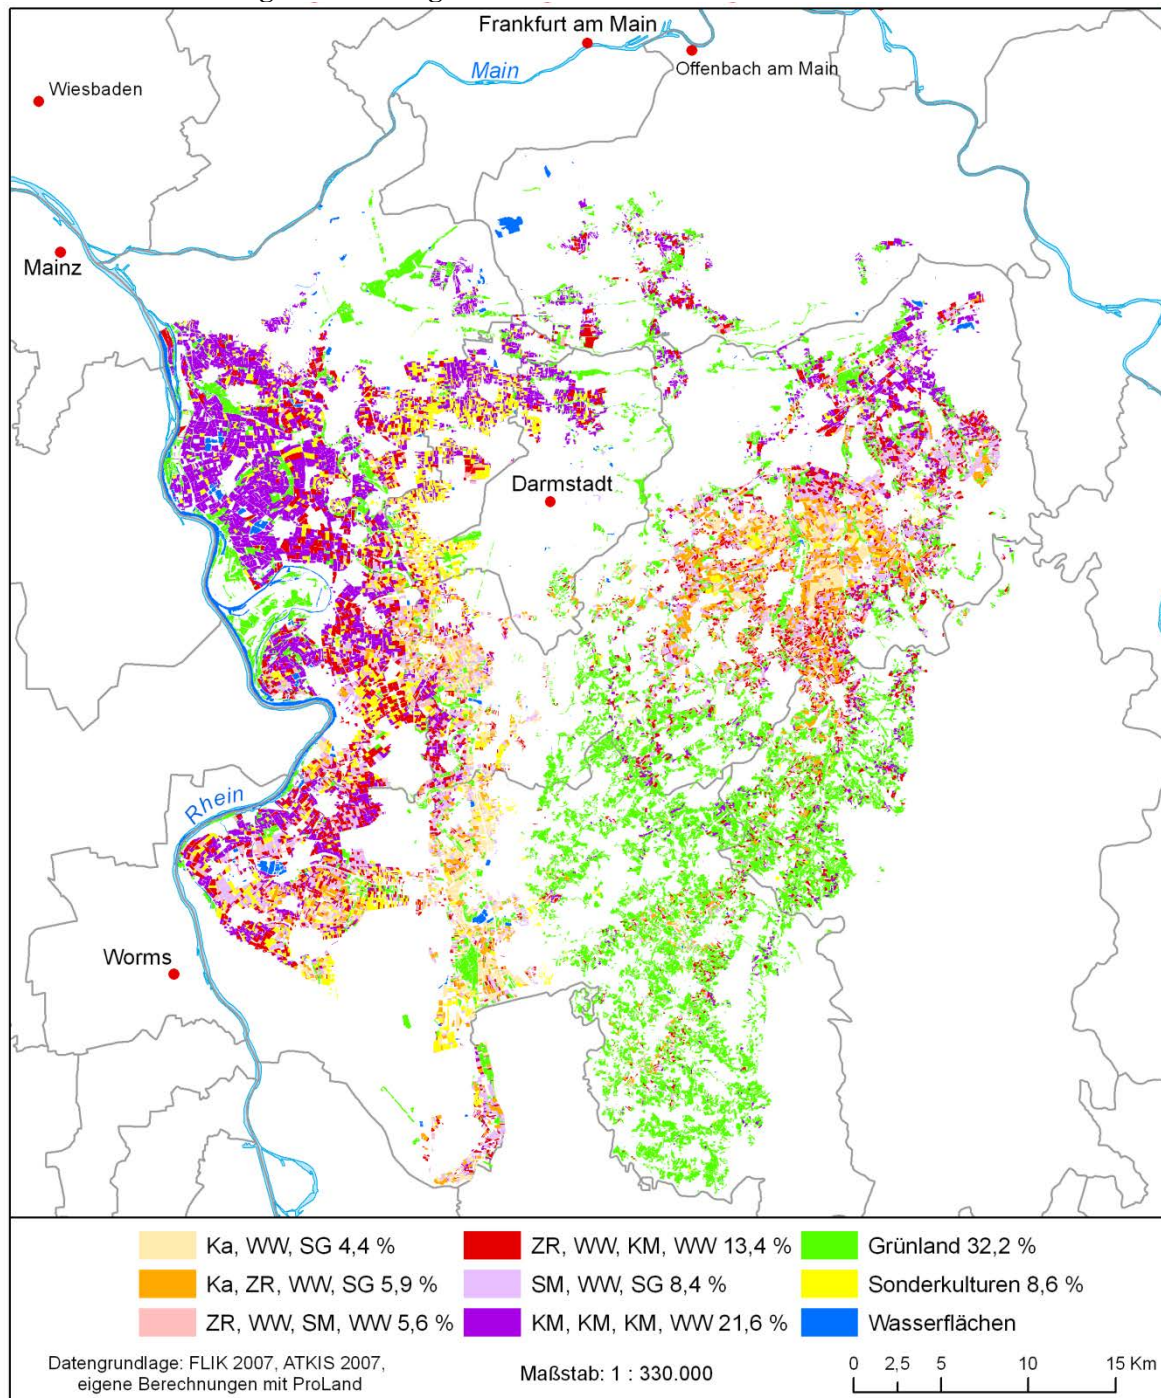 Frankfurt am Main
Main
Offenbach am Main
Wiesbaden
Mainz
Darmstadt
Rhein
Worms
Ka, WW, SG 4,4 %
ZR, WW, KM, WW 13,4 %
Grünland 32,2 %
Ka, ZR, WW, SG 5,9 %
SM, WW, SG 8,4 %
Sonderkulturen 8,6 %
ZR, WW, SM, WW 5,6 %
KM, KM, KM, WW 21,6 %
Wasserflächen
Datengrundlage: FLIK 2007, ATKIS 2007,
eigene Berechnungen mit ProLand
Maßstab: 1 : 330.000
0 2,5 5 10 15 Km